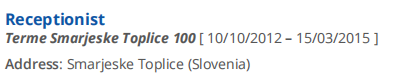 Receptionist
Terme Smarjeske Toplice 100 [ 10/10/2012 – 15/03/2015 ]
Address: Smarjeske Toplice (Slovenia)